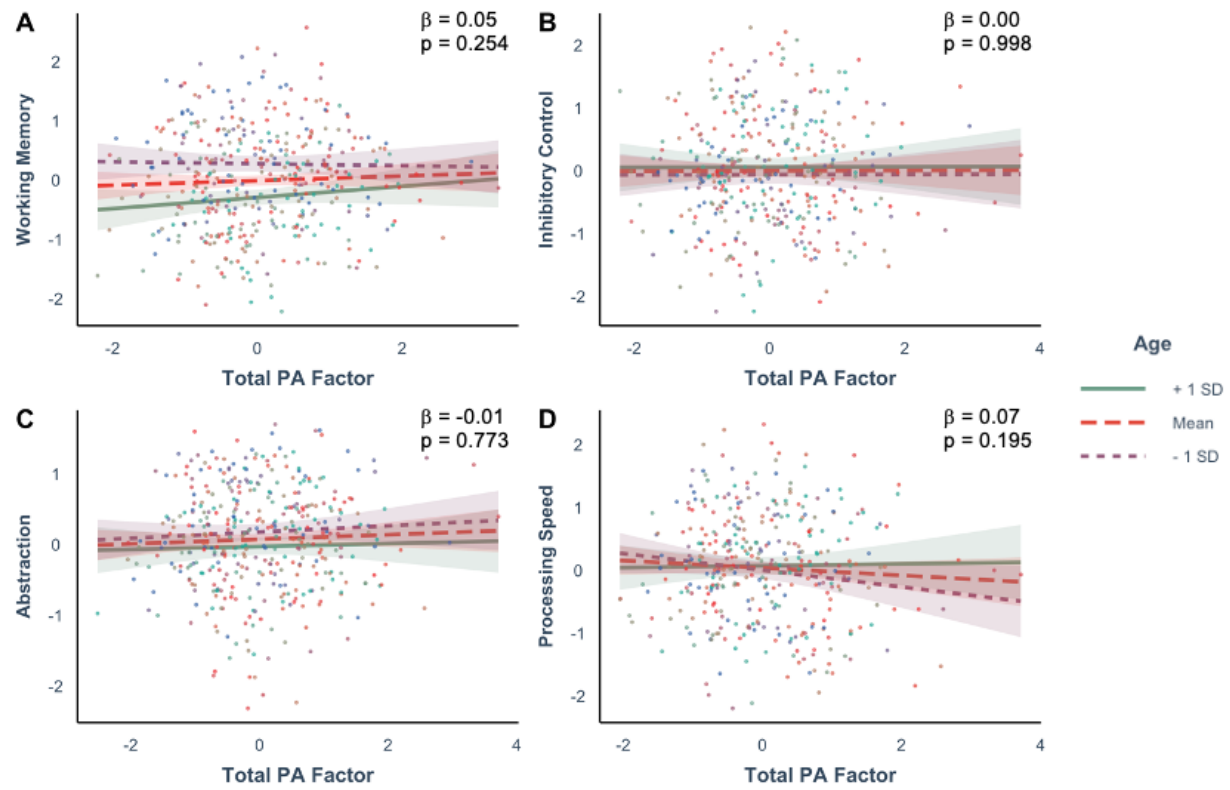 A
β = 0.05
p = 0.254
Working Memory
2
1
0
-1
-2
-2
0
2
Total PA Factor
B
β = 0.00
p = 0.998
Inhibitory Control
2
1
0
-1
-2
-2
0
2
4
Total PA Factor
C
β = -0.01
p = 0.773
Abstraction
1
0
-1
-2
-2
0
2
4
Total PA Factor
D
β = 0.07
p = 0.195
Processing Speed
2
1
0
-1
-2
-2
0
2
4
Total PA Factor
Age
+ 1 SD
Mean
- 1 SD